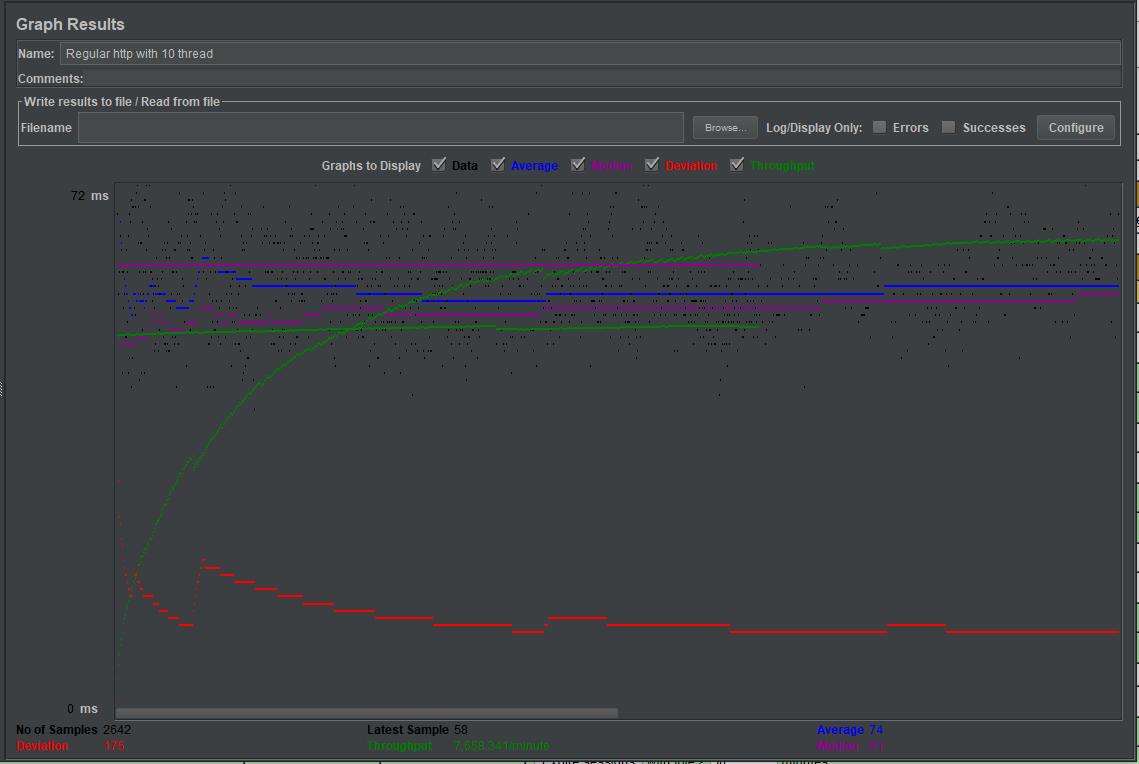 Graph Results
Name: Regular http with 10 thread
Comments:
Write results to file / Read from file
Filename Browse... Log/Display Only: Errors Successes Configure
Graphs to Display Data Average Median Deviation Throughput
72 ms
0 ms
No of Samples 2642 Latest Sample 58 Average 74
Deviation 175 Throughput 7,658.341/minute Median